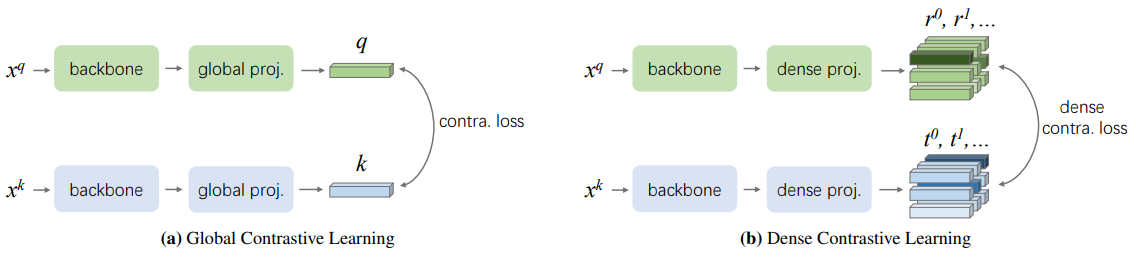 x^q backbone global proj. q
contra. loss
x^k backbone global proj. k
(a) Global Contrastive Learning
x^q backbone dense proj. r^0, r^1,...
dense
contra. loss
x^k backbone dense proj. t^0, t^1,...
(b) Dense Contrastive Learning